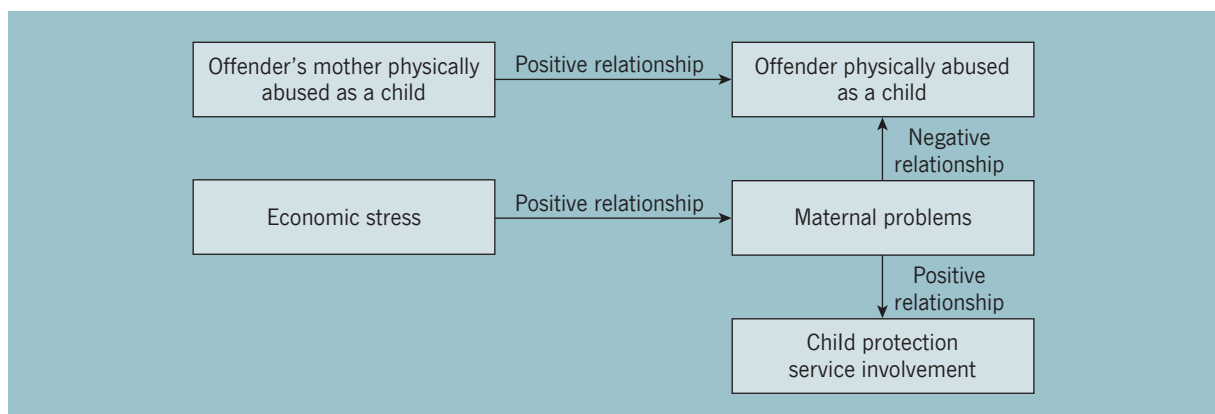 Offender's mother physically
abused as a child
Positive relationship
Offender physically abused
as a child
Negative
relationship
Economic stress
Positive relationship
Maternal problems
Positive
relationship
Child protection
service involvement